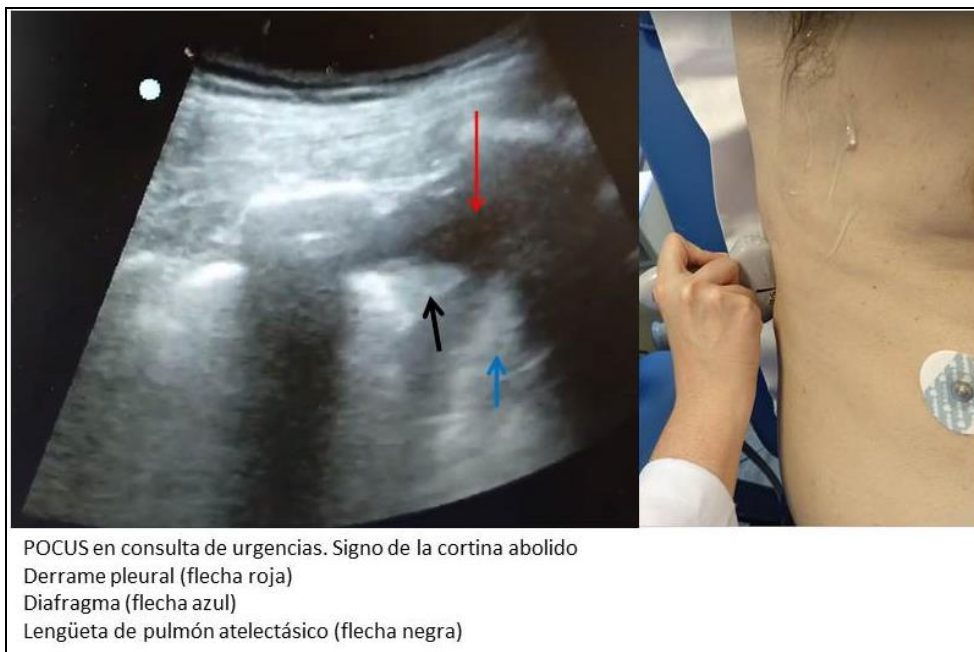 POCUS en consulta de urgencias. Signo de la cortina abolido
Derrame pleural (flecha roja)
Diafragma (flecha azul)
Lengüeta de pulmón atelectásico (flecha negra)